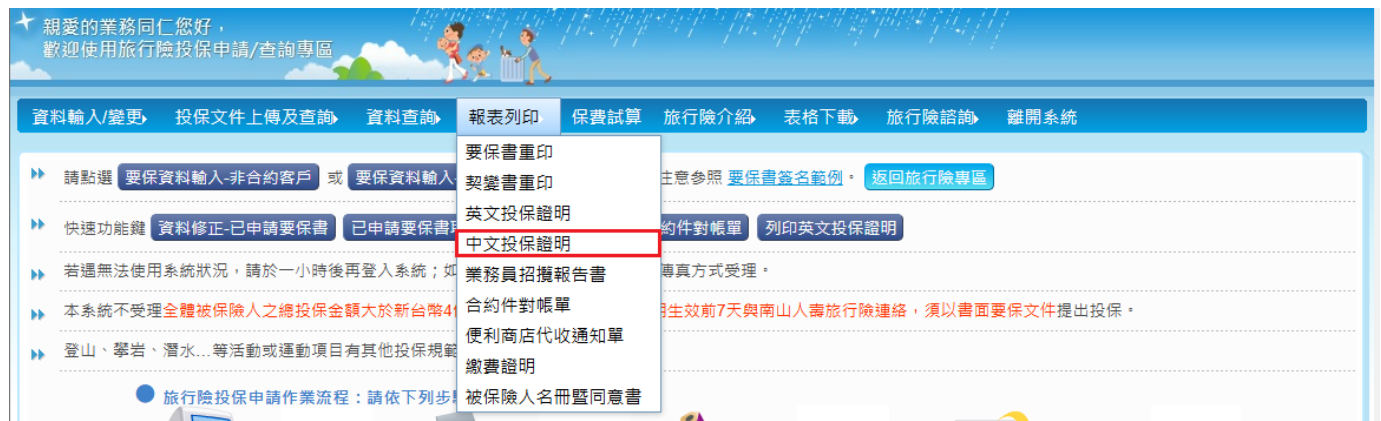 親愛的業務同仁您好，
歡迎使用旅行險投保申請/查詢專區
資料輸入/變更 投保文件上傳及查詢 資料查詢 報表列印 保費試算 旅行險介紹 表格下載 旅行險諮詢 離開系統
要保書重印
契變書重印
英文投保證明
中文投保證明
業務員招攬報告書
合約件對帳單
便利商店代收通知單
繳費證明
被保險人名冊暨同意書
請點選 要保資料輸入-非合約客戶 或 要保資料輸入 注意參照 要保書簽名範例。 返回旅行險專區
快速功能鍵 資料修正-已申請要保書 已申請要保書 約件對帳單 列印英文投保證明
若遇無法使用系統狀況，請於一小時後再登入系統；如 傳真方式受理。
本系統不受理全體被保險人之總投保金額大於新台幣4 生效前7天與南山人壽旅行險連絡，須以書面要保文件提出投保。
登山、攀岩、潛水...等活動或運動項目有其他投保規範
旅行險投保申請作業流程：請依下列步